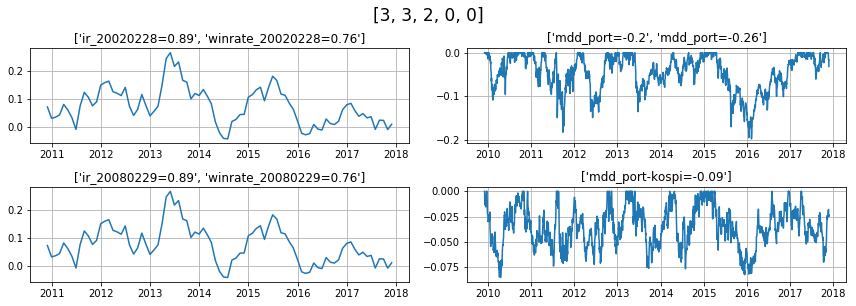 [3, 3, 2, 0, 0]
['ir_20020228=0.89', 'winrate_20020228=0.76']
0.2
0.1
0.0
2011 2012 2013 2014 2015 2016 2017 2018
['mdd_port=-0.2', 'mdd_port=-0.26']
0.0
−0.1
−0.2
2010 2011 2012 2013 2014 2015 2016 2017 2018
['ir_20080229=0.89', 'winrate_20080229=0.76']
0.2
0.1
0.0
2011 2012 2013 2014 2015 2016 2017 2018
['mdd_port-kospi=-0.09']
0.000
−0.025
−0.050
−0.075
2010 2011 2012 2013 2014 2015 2016 2017 2018